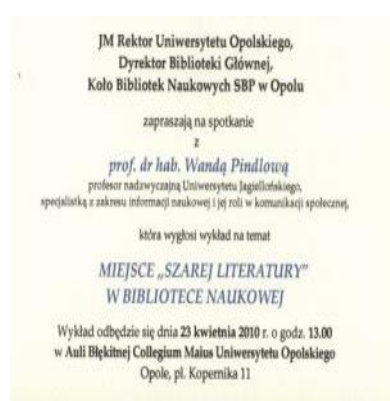 JM Rektor Uniwersytetu Opolskiego,
Dyrektor Biblioteki Głównej,
Koło Bibliotek Naukowych SBP w Opolu
zapraszają na spotkanie
z
prof. dr hab. Wandą Pindlową
profesor nadzwyczajną Uniwersytetu Jagiellońskiego,
specjalistką z zakresu informacji naukowej i jej roli w komunikacji społecznej,
która wygłosi wykład na temat
MIEJSCE „SZAREJ LITERATURY”
W BIBLIOTECE NAUKOWEJ
Wykład odbędzie się dnia 23 kwietnia 2010 r. o godz. 13.00
w Auli Błękitnej Collegium Maius Uniwersytetu Opolskiego
Opole, pl. Kopernika 11